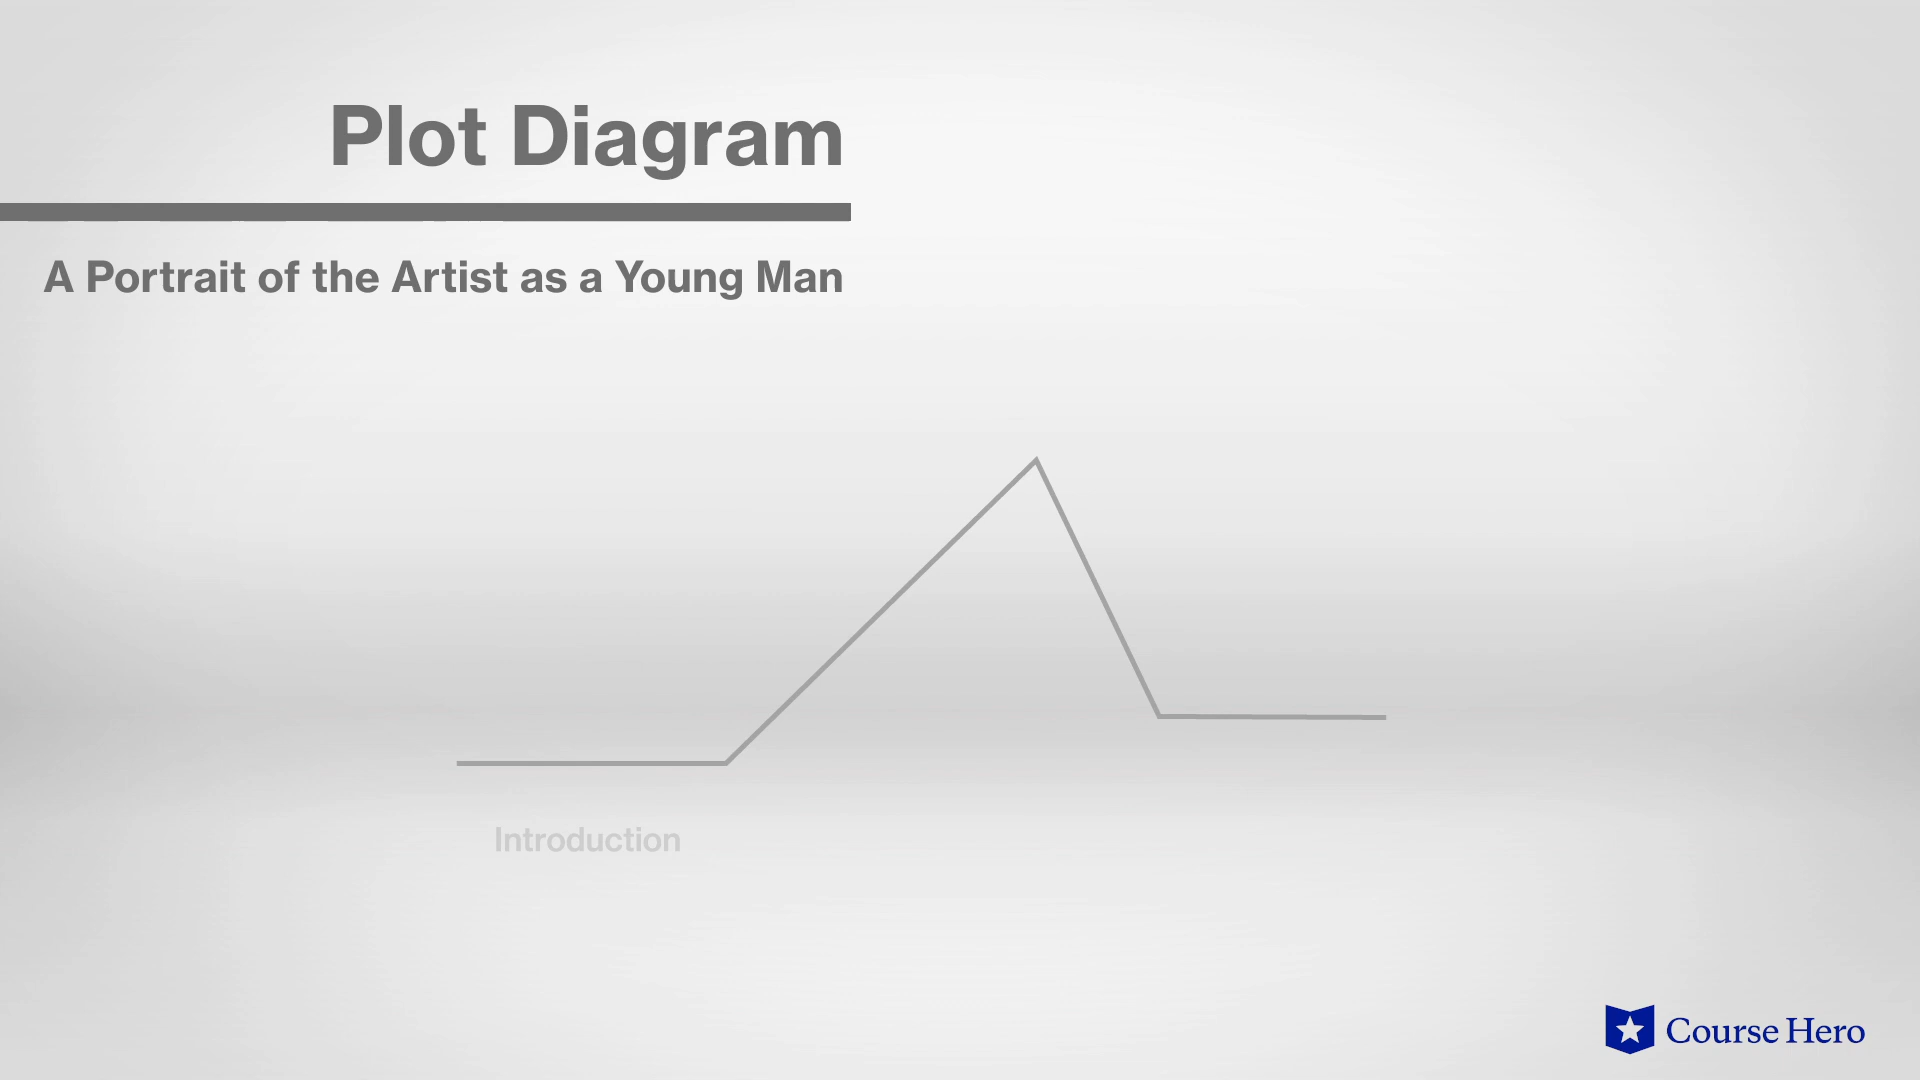 Plot Diagram
A Portrait of the Artist as a Young Man
Introduction
Course Hero